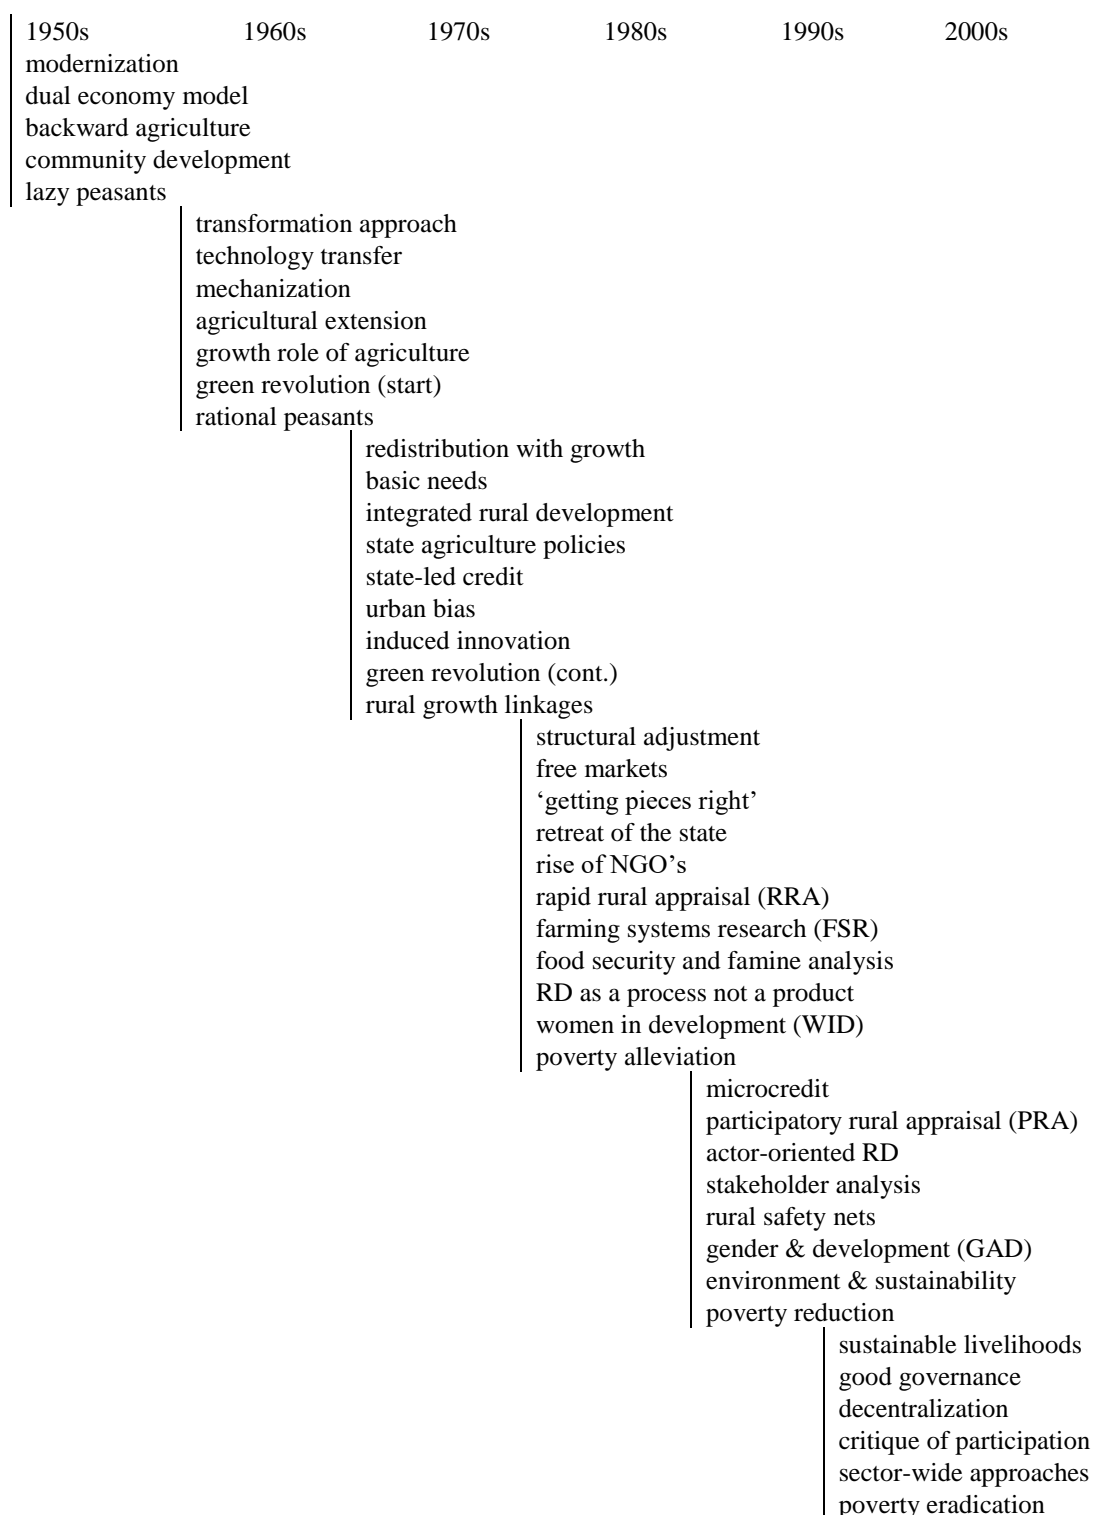 1950s 1960s 1970s 1980s 1990s 2000s
modernization
dual economy model
backward agriculture
community development
lazy peasants
transformation approach
technology transfer
mechanization
agricultural extension
growth role of agriculture
green revolution (start)
rational peasants
redistribution with growth
basic needs
integrated rural development
state agriculture policies
state-led credit
urban bias
induced innovation
green revolution (cont.)
rural growth linkages
structural adjustment
free markets
‘getting pieces right’
retreat of the state
rise of NGO’s
rapid rural appraisal (RRA)
farming systems research (FSR)
food security and famine analysis
RD as a process not a product
women in development (WID)
poverty alleviation
microcredit
participatory rural appraisal (PRA)
actor-oriented RD
stakeholder analysis
rural safety nets
gender & development (GAD)
environment & sustainability
poverty reduction
sustainable livelihoods
good governance
decentralization
critique of participation
sector-wide approaches
poverty eradication